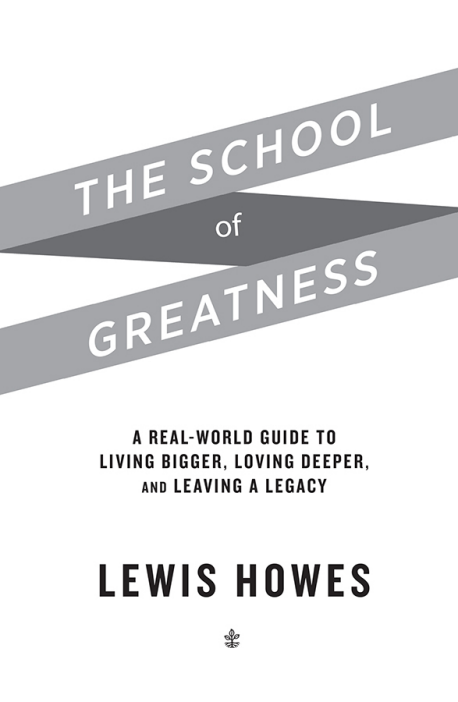 THE SCHOOL
of
GREATNESS
A REAL-WORLD GUIDE TO
LIVING BIGGER, LOVING DEEPER,
AND LEAVING A LEGACY
LEWIS HOWES